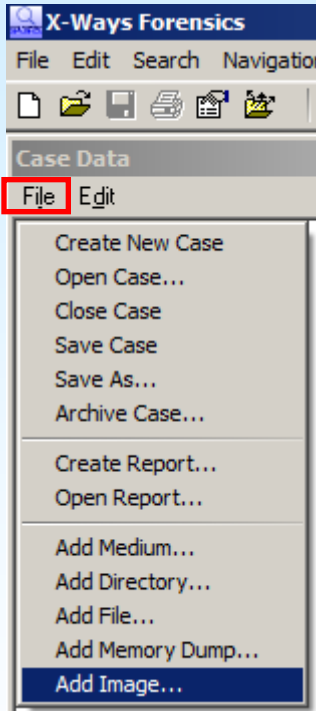 X-Ways Forensics
File Edit Search Navigation
Case Data
File Edit
Create New Case
Open Case...
Close Case
Save Case
Save As...
Archive Case...
Create Report...
Open Report...
Add Medium...
Add Directory...
Add File...
Add Memory Dump...
Add Image...